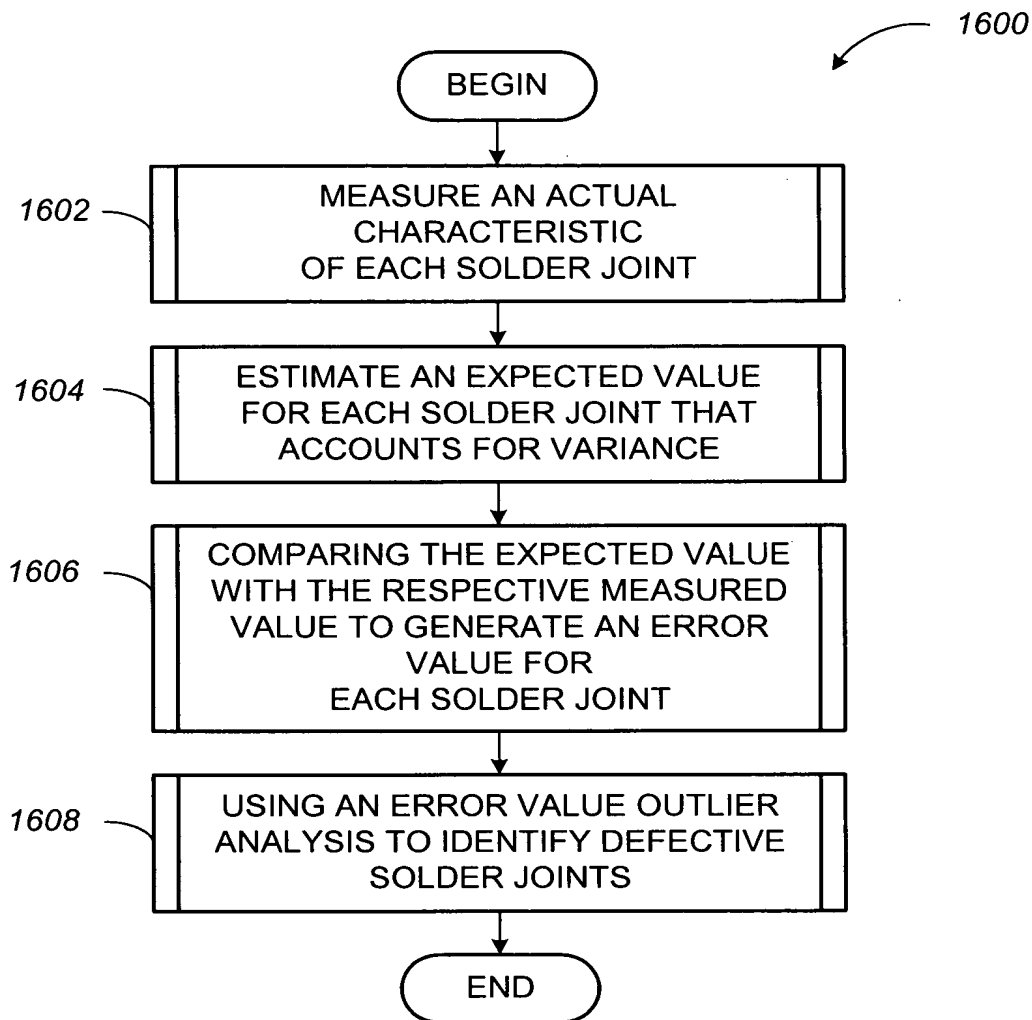 1600
BEGIN
1602
MEASURE AN ACTUAL
CHARACTERISTIC
OF EACH SOLDER JOINT
1604
ESTIMATE AN EXPECTED VALUE
FOR EACH SOLDER JOINT THAT
ACCOUNTS FOR VARIANCE
1606
COMPARING THE EXPECTED VALUE
WITH THE RESPECTIVE MEASURED
VALUE TO GENERATE AN ERROR
VALUE FOR
EACH SOLDER JOINT
1608
USING AN ERROR VALUE OUTLIER
ANALYSIS TO IDENTIFY DEFECTIVE
SOLDER JOINTS
END